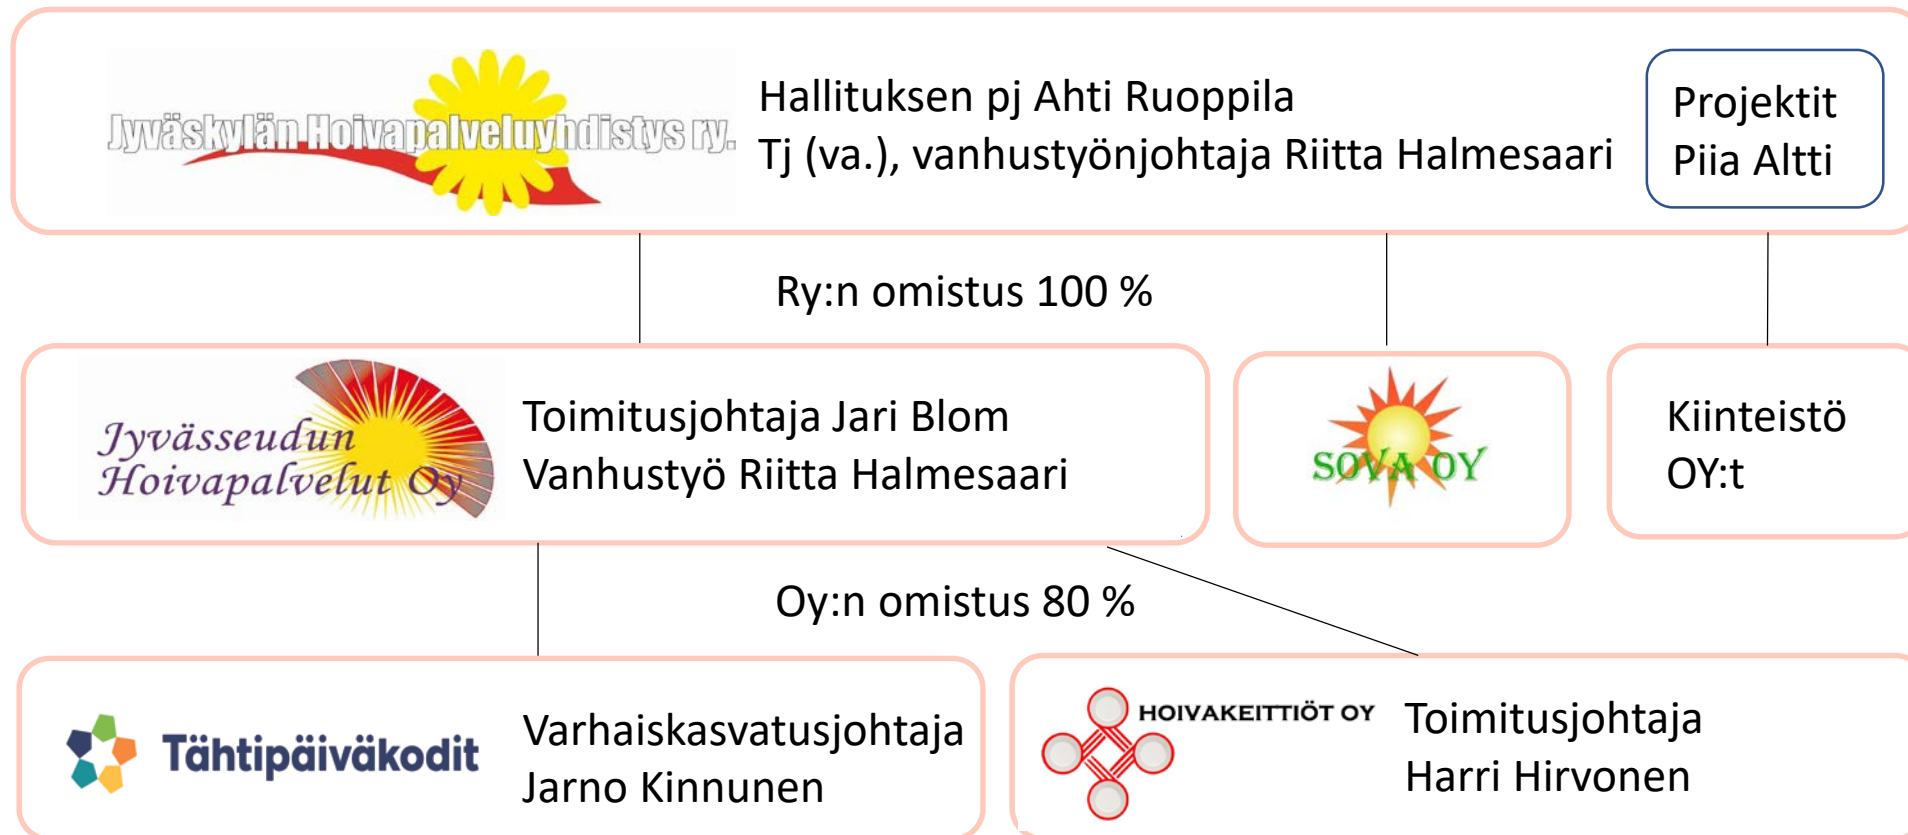 Jyväskylän Hoivapalveluyhdistys ry.
Hallituksen pj Ahti Ruoppila
Tj (va.), vanhustyönjohtaja Riitta Halmesaari
Projektit
Piia Altti
Ry:n omistus 100 %
Jyvässeudun
Hoivapalvelut Oy
Toimitusjohtaja Jari Blom
Vanhustyö Riitta Halmesaari
SOVA OY
Kiinteistö
OY:t
Oy:n omistus 80 %
Tähtipäiväkodit
Varhaiskasvatusjohtaja
Jarno Kinnunen
HOIVAKEITTIÖT OY
Toimitusjohtaja
Harri Hirvonen